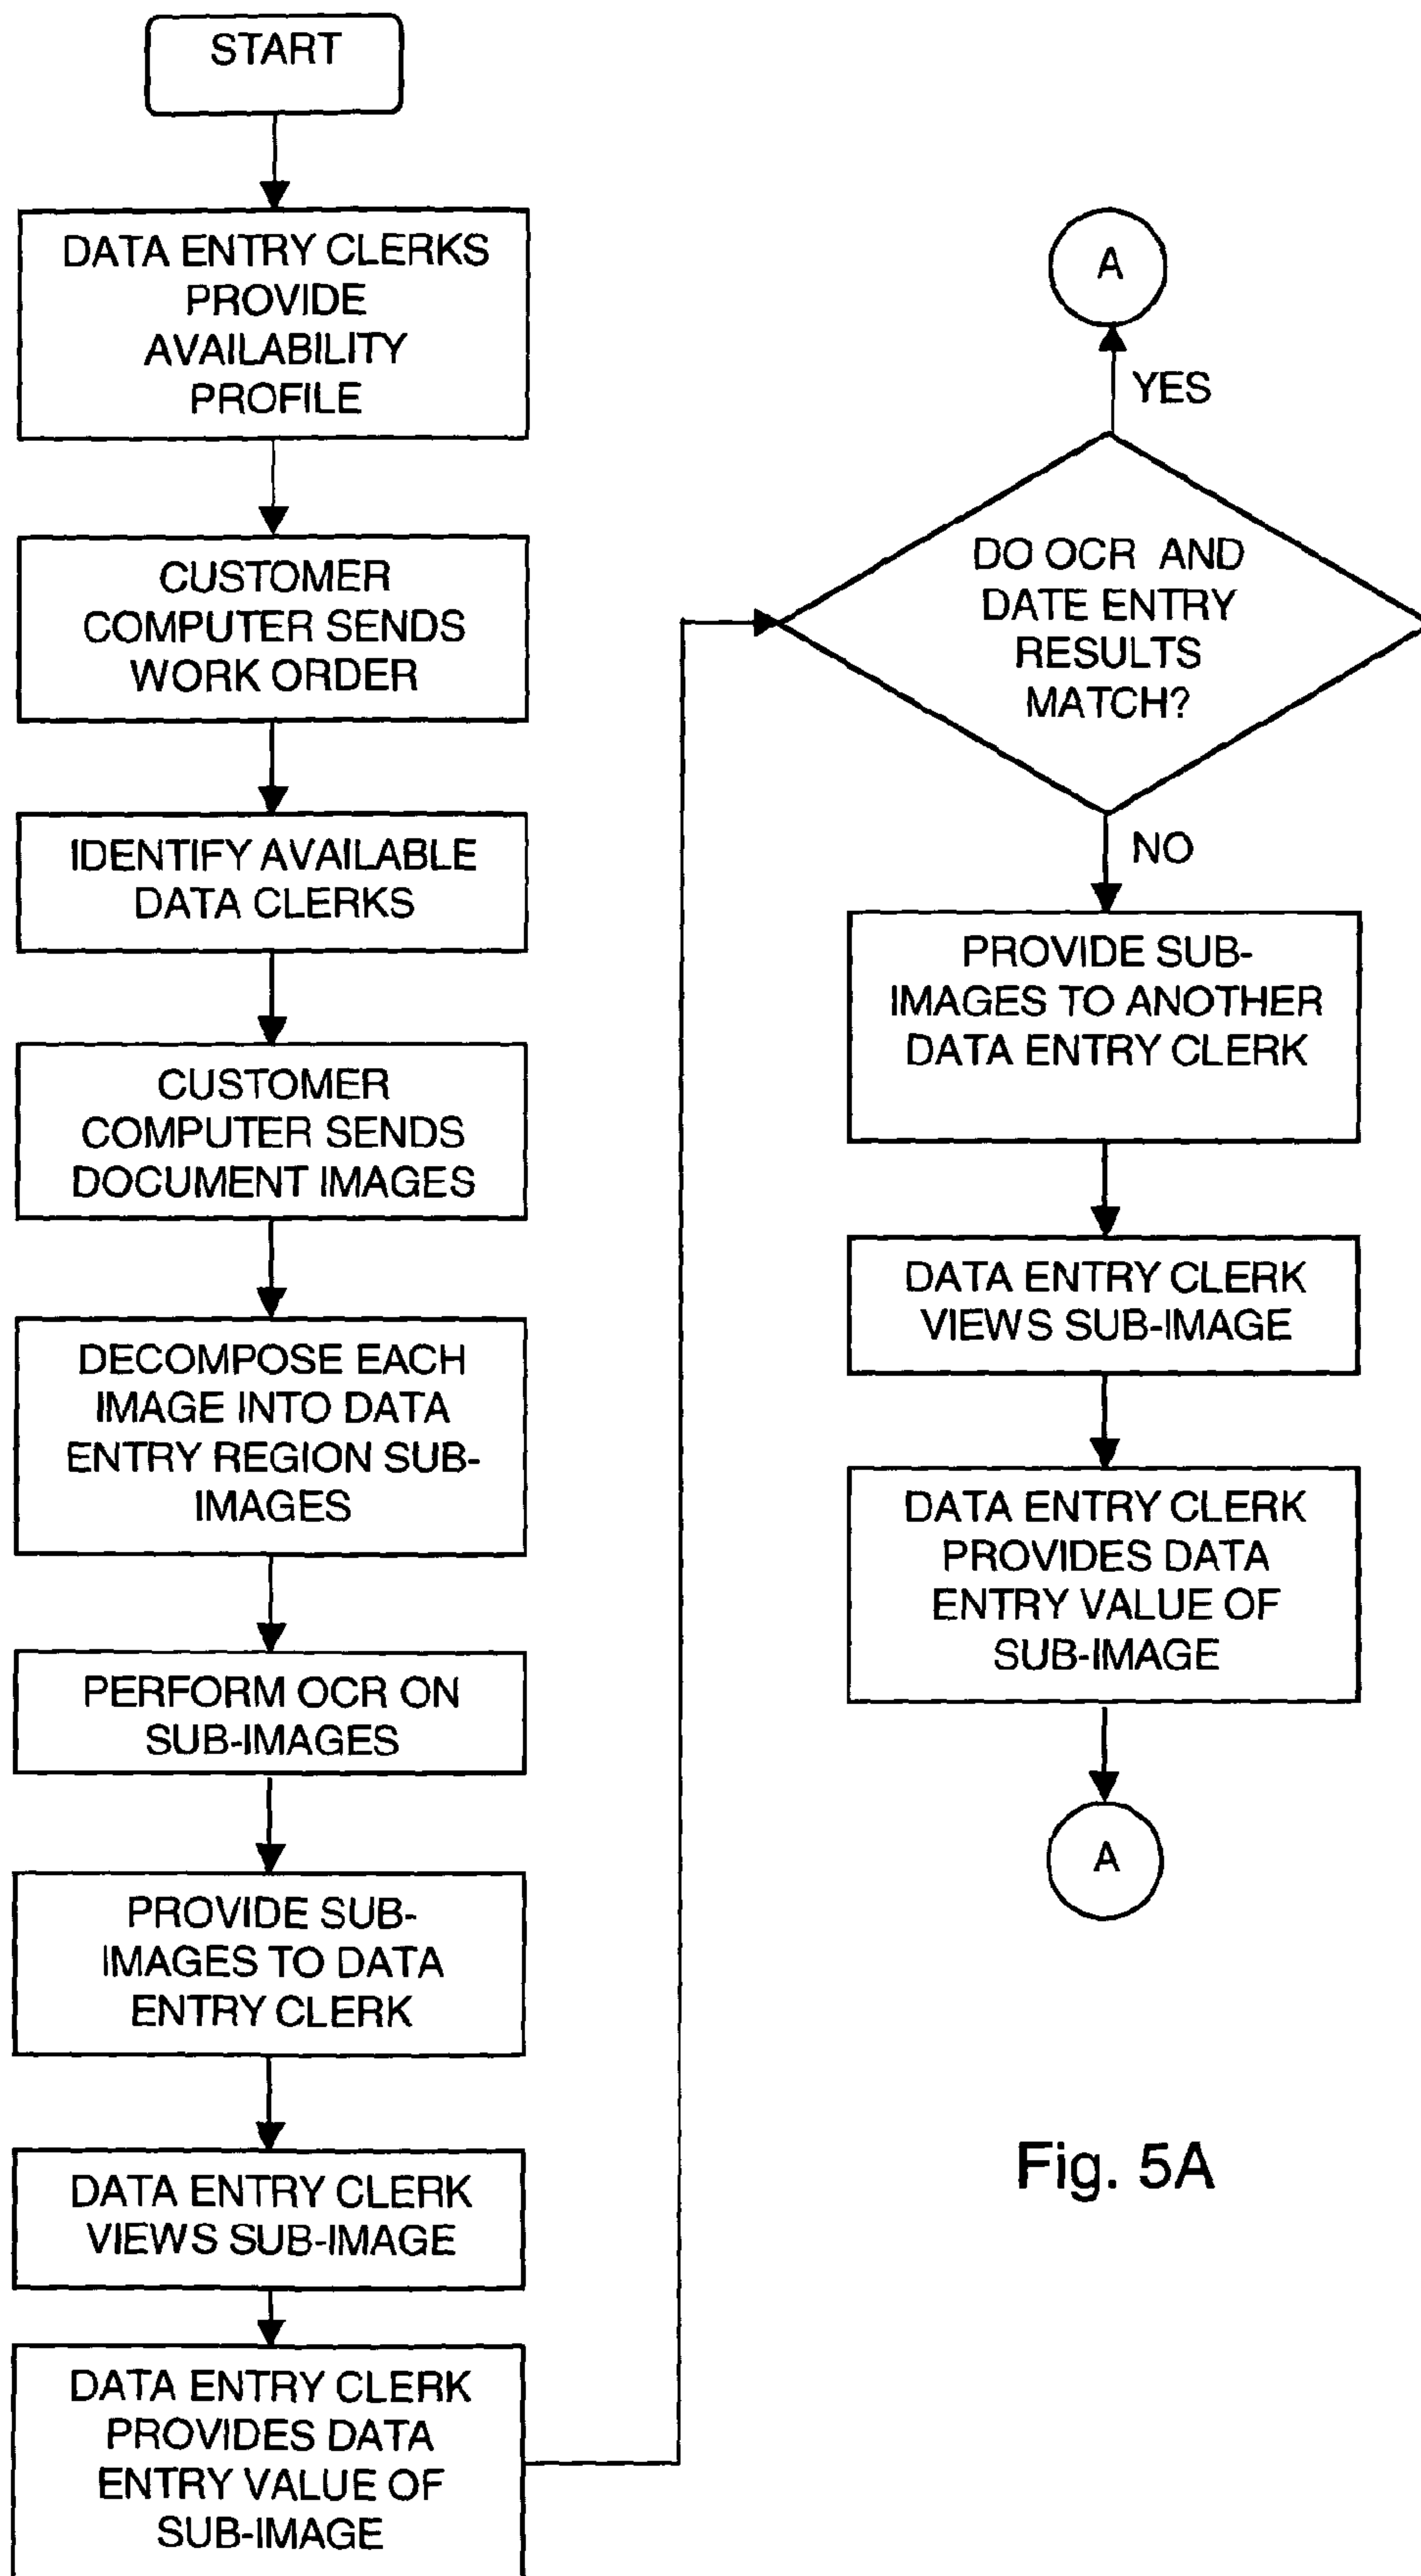 START
DATA ENTRY CLERKS
PROVIDE
AVAILABILITY
PROFILE
CUSTOMER
COMPUTER SENDS
WORK ORDER
IDENTIFY AVAILABLE
DATA CLERKS
CUSTOMER
COMPUTER SENDS
DOCUMENT IMAGES
DECOMPOSE EACH
IMAGE INTO DATA
ENTRY REGION SUB-
IMAGES
PERFORM OCR ON
SUB-IMAGES
PROVIDE SUB-
IMAGES TO DATA
ENTRY CLERK
DATA ENTRY CLERK
VIEWS SUB-IMAGE
DATA ENTRY CLERK
PROVIDES DATA
ENTRY VALUE OF
SUB-IMAGE
A
YES
DO OCR AND
DATE ENTRY
RESULTS
MATCH?
NO
PROVIDE SUB-
IMAGES TO ANOTHER
DATA ENTRY CLERK
DATA ENTRY CLERK
VIEWS SUB-IMAGE
DATA ENTRY CLERK
PROVIDES DATA
ENTRY VALUE OF
SUB-IMAGE
A
Fig. 5A